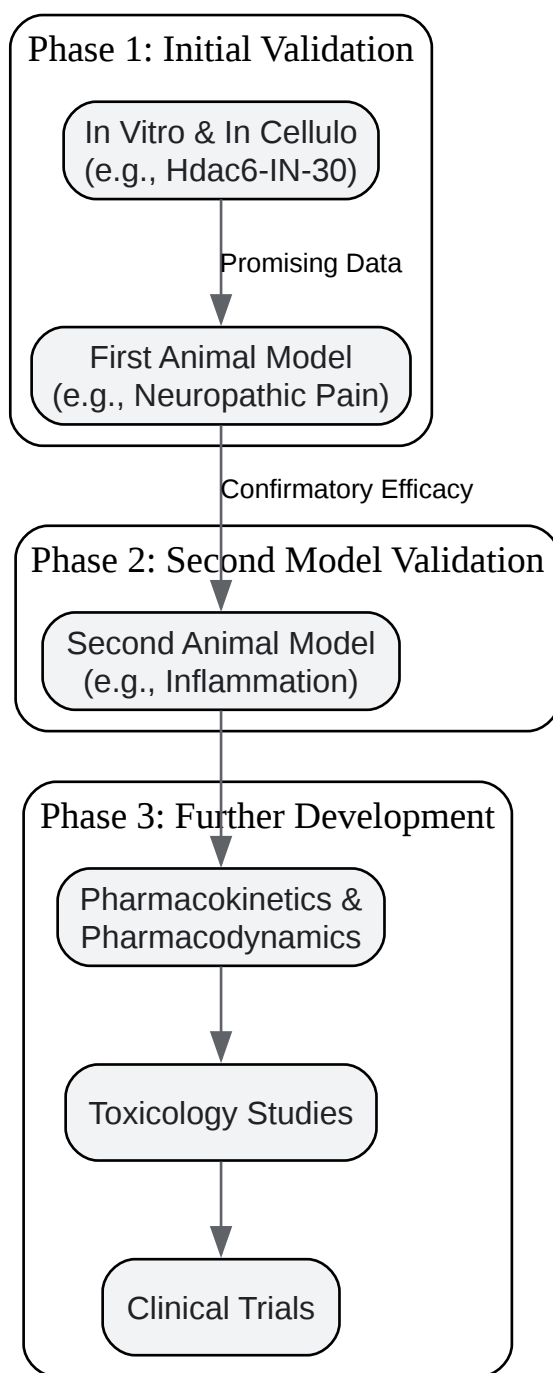 Phase 1: Initial Validation
In Vitro & In Cellulo
(e.g., Hdac6-IN-30)
Promising Data
First Animal Model
(e.g., Neuropathic Pain)
Confirmatory Efficacy
Phase 2: Second Model Validation
Second Animal Model
(e.g., Inflammation)
Phase 3: Further Development
Pharmacokinetics &
Pharmacodynamics
Toxicology Studies
Clinical Trials